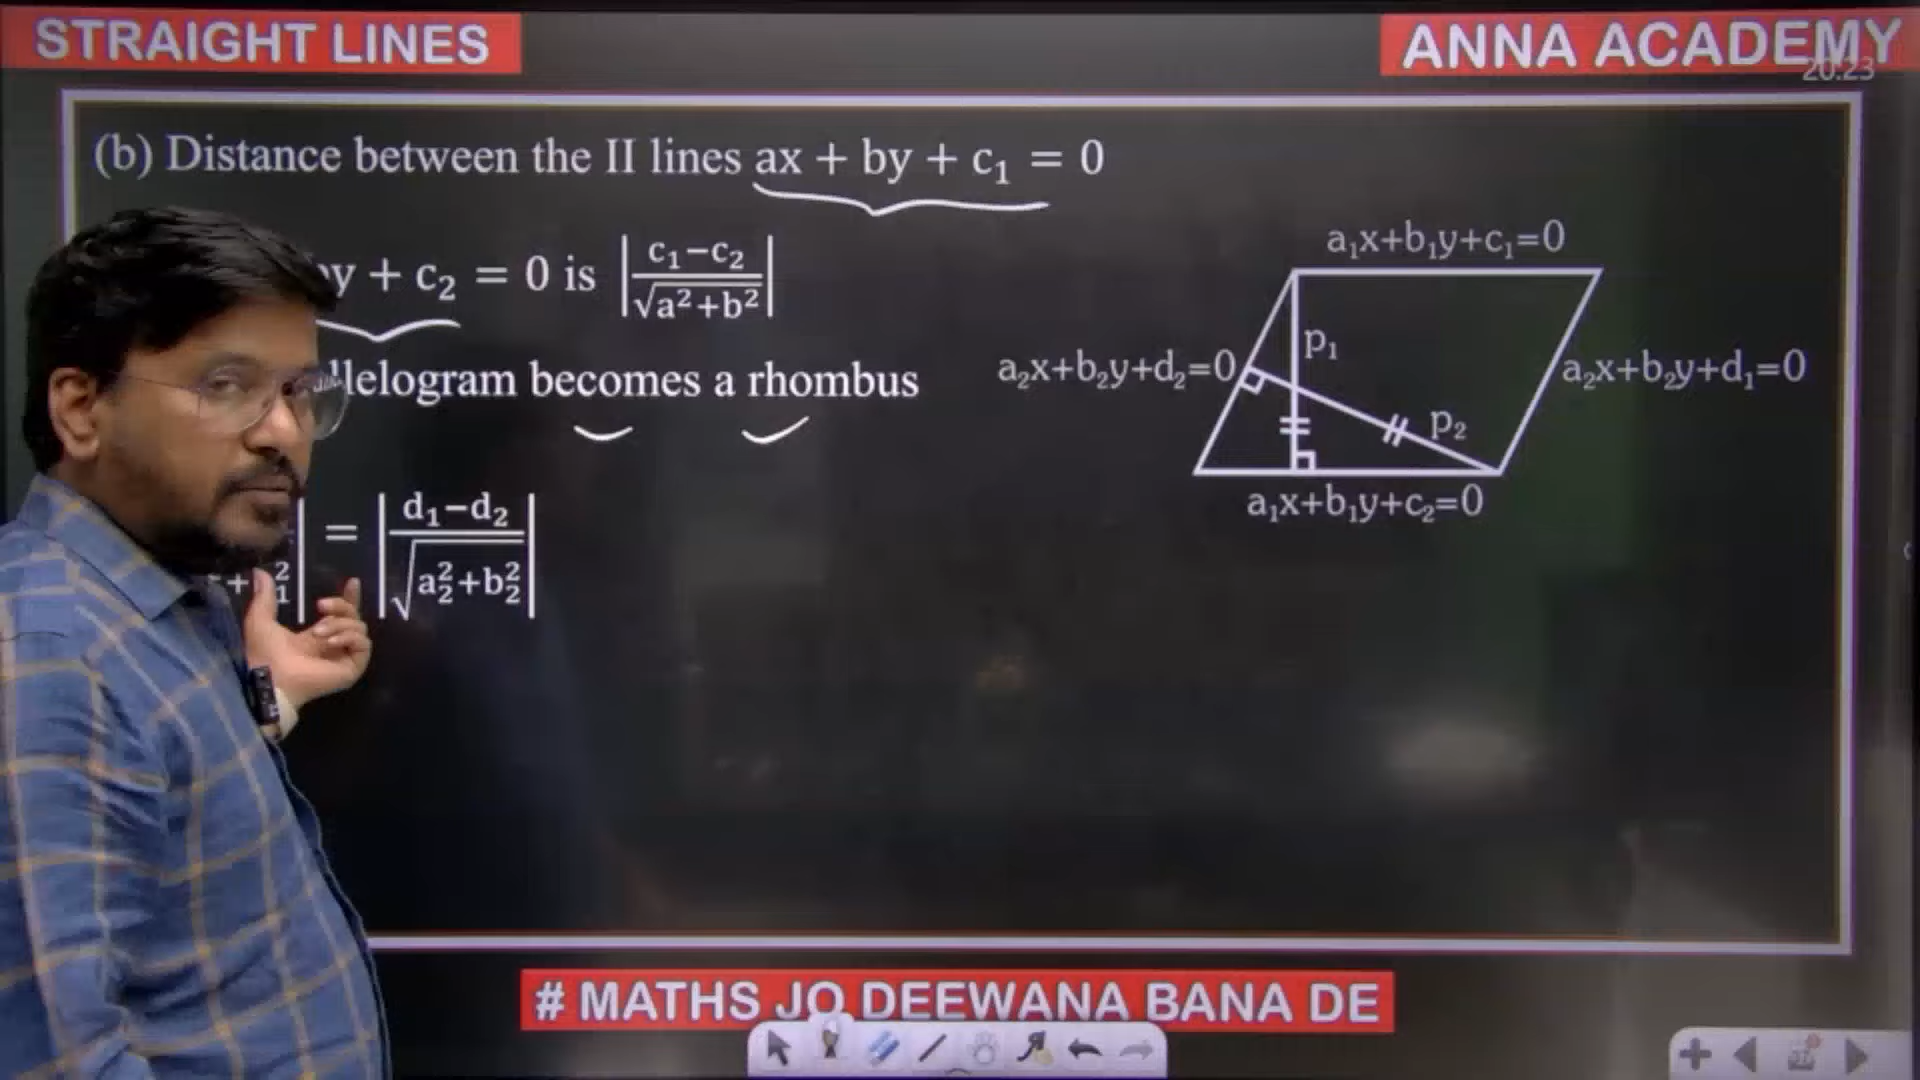 STRAIGHT LINES
ANNA ACADEMY
20:23
(b) Distance between the II lines ax + by + c₁ = 0
y + c₂ = 0 is |c₁−c₂/√a²+b²|
llelogram becomes a rhombus
+ ²₁| = |d₁−d₂/√a₂²+b₂²|
a₁x+b₁y+c₁=0
p₁
a₂x+b₂y+d₂=0
a₂x+b₂y+d₁=0
p₂
a₁x+b₁y+c₂=0
# MATHS JO DEEWANA BANA DE